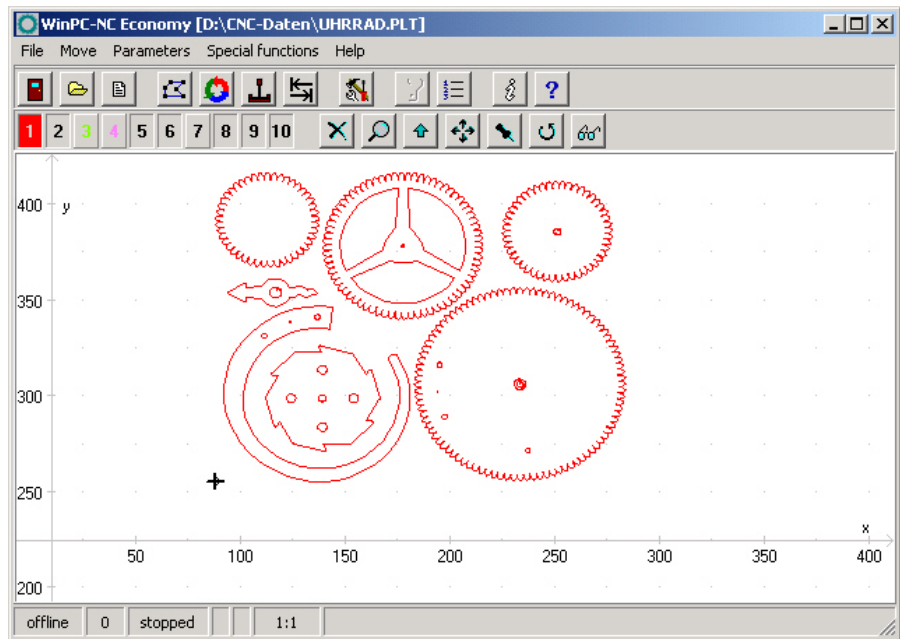 WinPC-NC Economy [D:\CNC-Daten\UHRRAD.PLT]
File Move Parameters Special functions Help
?
1 2 3 4 5 6 7 8 9 10
400 y
350
300
250
x
50 100 150 200 250 300 350 400
200
offline 0 stopped 1:1